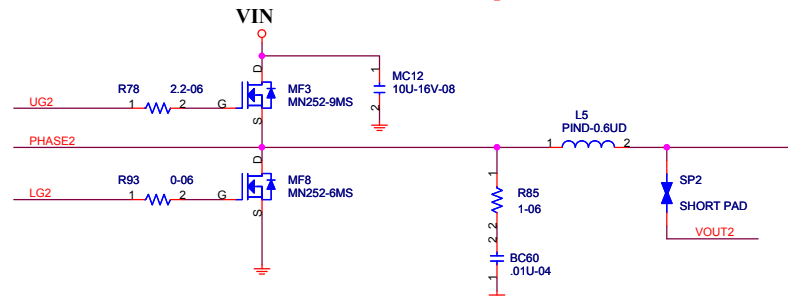 VIN
D
1
MC12
10U-16V-08
2
R78
2.2-06
1
2
UG2
G
MF3
MN252-9MS
S
L5
PIND-0.6UD
PHASE2
1
2
D
R93
0-06
1
2
LG2
G
MF8
MN252-6MS
S
1
R85
1-06
2
SP2
SHORT PAD
VOUT2
2
BC60
.01U-04
1